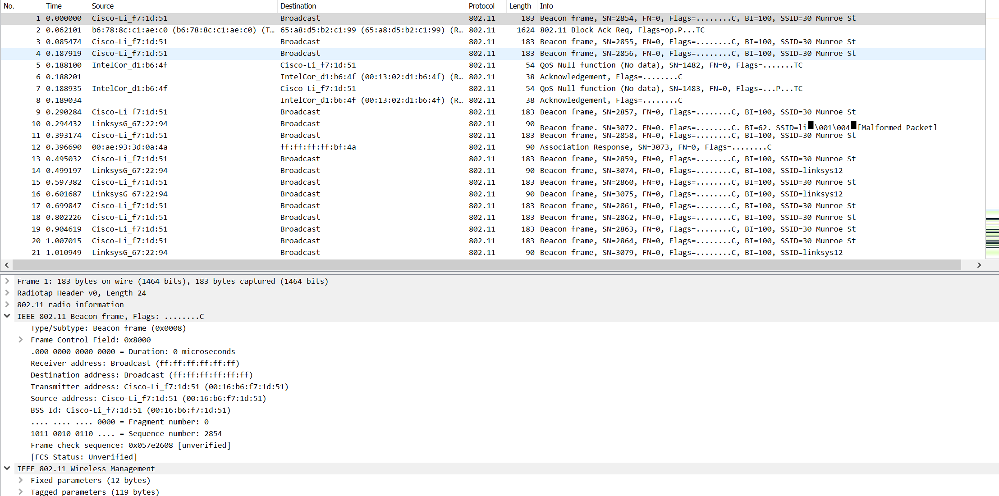 No. Time Source Destination Protocol Length Info
1 0.000000 Cisco-Li_f7:1d:51 Broadcast 802.11 183 Beacon frame, SN=2854, FN=0, Flags=........C, BI=100, SSID=30 Munroe St
2 0.062101 b6:78:8c:c1:ae:c0 (b6:78:8c:c1:ae:c0) (T… 65:a8:d5:b2:c1:99 (65:a8:d5:b2:c1:99) (R… 802.11 1624 802.11 Block Ack Req, Flags=op.P...TC
3 0.085474 Cisco-Li_f7:1d:51 Broadcast 802.11 183 Beacon frame, SN=2855, FN=0, Flags=........C, BI=100, SSID=30 Munroe St
4 0.187919 Cisco-Li_f7:1d:51 Broadcast 802.11 183 Beacon frame, SN=2856, FN=0, Flags=........C, BI=100, SSID=30 Munroe St
5 0.188100 IntelCor_d1:b6:4f Cisco-Li_f7:1d:51 802.11 54 QoS Null function (No data), SN=1482, FN=0, Flags=.......TC
6 0.188201 IntelCor_d1:b6:4f (00:13:02:d1:b6:4f) (R… 802.11 38 Acknowledgement, Flags=........C
7 0.188935 IntelCor_d1:b6:4f Cisco-Li_f7:1d:51 802.11 54 QoS Null function (No data), SN=1483, FN=0, Flags=...P...TC
8 0.189034 IntelCor_d1:b6:4f (00:13:02:d1:b6:4f) (R… 802.11 38 Acknowledgement, Flags=........C
9 0.290284 Cisco-Li_f7:1d:51 Broadcast 802.11 183 Beacon frame, SN=2857, FN=0, Flags=........C, BI=100, SSID=30 Munroe St
10 0.294432 LinksysG_67:22:94 Broadcast 802.11 90 Beacon frame, SN=3072, FN=0, Flags=........C, BI=62, SSID=li█\001\004█[Malformed Packet]
11 0.393174 Cisco-Li_f7:1d:51 Broadcast 802.11 183 Beacon frame, SN=2858, FN=0, Flags=........C, BI=100, SSID=30 Munroe St
12 0.396690 00:ae:93:3d:0a:4a ff:ff:ff:ff:bf:4a 802.11 90 Association Response, SN=3073, FN=0, Flags=........C
13 0.495032 Cisco-Li_f7:1d:51 Broadcast 802.11 183 Beacon frame, SN=2859, FN=0, Flags=........C, BI=100, SSID=30 Munroe St
14 0.499197 LinksysG_67:22:94 Broadcast 802.11 90 Beacon frame, SN=3074, FN=0, Flags=........C, BI=100, SSID=linksys12
15 0.597382 Cisco-Li_f7:1d:51 Broadcast 802.11 183 Beacon frame, SN=2860, FN=0, Flags=........C, BI=100, SSID=30 Munroe St
16 0.601687 LinksysG_67:22:94 Broadcast 802.11 90 Beacon frame, SN=3075, FN=0, Flags=........C, BI=100, SSID=linksys12
17 0.699847 Cisco-Li_f7:1d:51 Broadcast 802.11 183 Beacon frame, SN=2861, FN=0, Flags=........C, BI=100, SSID=30 Munroe St
18 0.802226 Cisco-Li_f7:1d:51 Broadcast 802.11 183 Beacon frame, SN=2862, FN=0, Flags=........C, BI=100, SSID=30 Munroe St
19 0.904619 Cisco-Li_f7:1d:51 Broadcast 802.11 183 Beacon frame, SN=2863, FN=0, Flags=........C, BI=100, SSID=30 Munroe St
20 1.007015 Cisco-Li_f7:1d:51 Broadcast 802.11 183 Beacon frame, SN=2864, FN=0, Flags=........C, BI=100, SSID=30 Munroe St
21 1.010949 LinksysG_67:22:94 Broadcast 802.11 90 Beacon frame, SN=3079, FN=0, Flags=........C, BI=100, SSID=linksys12
Frame 1: 183 bytes on wire (1464 bits), 183 bytes captured (1464 bits)
Radiotap Header v0, Length 24
802.11 radio information
IEEE 802.11 Beacon frame, Flags: ........C
Type/Subtype: Beacon frame (0x0008)
Frame Control Field: 0x8000
.000 0000 0000 0000 = Duration: 0 microseconds
Receiver address: Broadcast (ff:ff:ff:ff:ff:ff)
Destination address: Broadcast (ff:ff:ff:ff:ff:ff)
Transmitter address: Cisco-Li_f7:1d:51 (00:16:b6:f7:1d:51)
Source address: Cisco-Li_f7:1d:51 (00:16:b6:f7:1d:51)
BSS Id: Cisco-Li_f7:1d:51 (00:16:b6:f7:1d:51)
.... .... .... 0000 = Fragment number: 0
1011 0010 0110 .... = Sequence number: 2854
Frame check sequence: 0x057e2608 [unverified]
[FCS Status: Unverified]
IEEE 802.11 Wireless Management
Fixed parameters (12 bytes)
Tagged parameters (119 bytes)